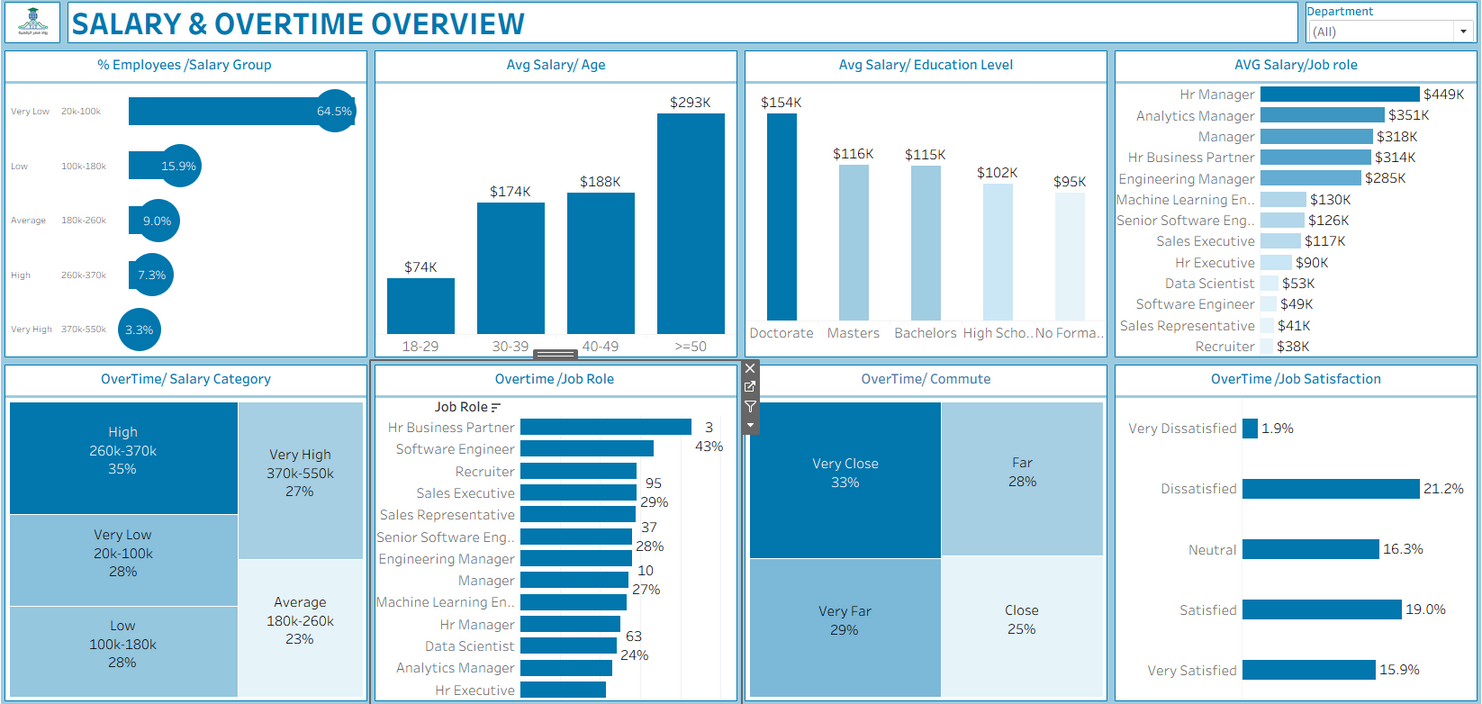 SALARY & OVERTIME OVERVIEW
Department
(All)
% Employees /Salary Group
Very Low 20k-100k 64.5%
Low 100k-180k 15.9%
Average 180k-260k 9.0%
High 260k-370k 7.3%
Very High 370k-550k 3.3%
Avg Salary/ Age
$74K $174K $188K $293K
18-29 30-39 40-49 >=50
Avg Salary/ Education Level
$154K $116K $115K $102K $95K
Doctorate Masters Bachelors High Scho.. No Forma..
AVG Salary/Job role
Hr Manager $449K
Analytics Manager $351K
Manager $318K
Hr Business Partner $314K
Engineering Manager $285K
Machine Learning En.. $130K
Senior Software Eng.. $126K
Sales Executive $117K
Hr Executive $90K
Data Scientist $53K
Software Engineer $49K
Sales Representative $41K
Recruiter $38K
OverTime/ Salary Category
High
260k-370k
35%
Very Low
20k-100k
28%
Low
100k-180k
28%
Very High
370k-550k
27%
Average
180k-260k
23%
Overtime /Job Role
Job Role
Hr Business Partner 3
43%
Software Engineer
Recruiter
Sales Executive 95
29%
Sales Representative
Senior Software Eng.. 37
28%
Engineering Manager
Manager 10
27%
Machine Learning En..
Hr Manager
Data Scientist 63
24%
Analytics Manager
Hr Executive
OverTime/ Commute
Very Close
33%
Far
28%
Very Far
29%
Close
25%
OverTime /Job Satisfaction
Very Dissatisfied 1.9%
Dissatisfied 21.2%
Neutral 16.3%
Satisfied 19.0%
Very Satisfied 15.9%